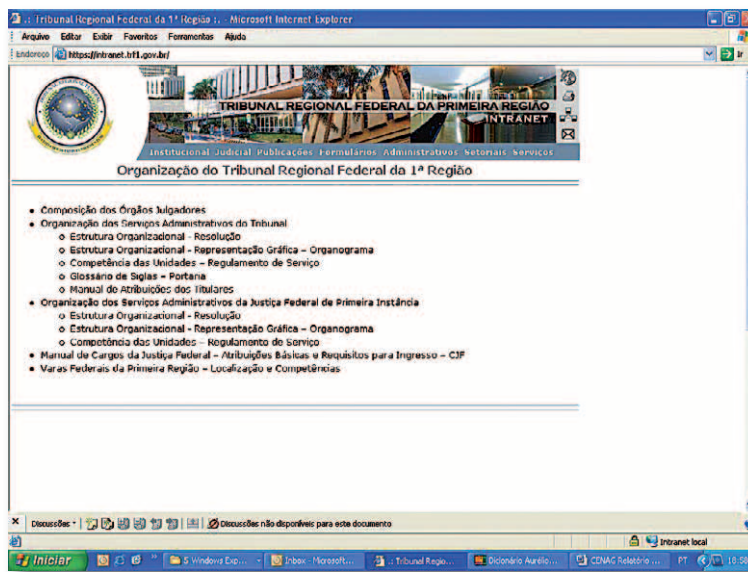 .: Tribunal Regional Federal da 1ª Região :. - Microsoft Internet Explorer
Arquivo Editar Exibir Favoritos Ferramentas Ajuda
Endereço https://intranet.trf1.gov.br/ Ir
TRIBUNAL REGIONAL FEDERAL DA PRIMEIRA REGIÃO
INTRANET
Institucional Judicial Publicações Formulários Administrativos Setoriais Serviços
Organização do Tribunal Regional Federal da 1ª Região
• Composição dos Órgãos Julgadores
• Organização dos Serviços Administrativos do Tribunal
o Estrutura Organizacional - Resolução
o Estrutura Organizacional - Representação Gráfica – Organograma
o Competência das Unidades – Regulamento de Serviço
o Glossário de Siglas – Portaria
o Manual de Atribuições dos Titulares
• Organização dos Serviços Administrativos da Justiça Federal de Primeira Instância
o Estrutura Organizacional - Resolução
o Estrutura Organizacional - Representação Gráfica – Organograma
o Competência das Unidades – Regulamento de Serviço
• Manual de Cargos da Justiça Federal – Atribuições Básicas e Requisitos para Ingresso – CJF
• Varas Federais da Primeira Região – Localização e Competências
Discussões Discussões não disponíveis para este documento
Intranet local
Iniciar 5 Windows Exp... Inbox - Microsoft... .: Tribunal Regio... Dicionário Aurélio... CENAG Relatório ... PT